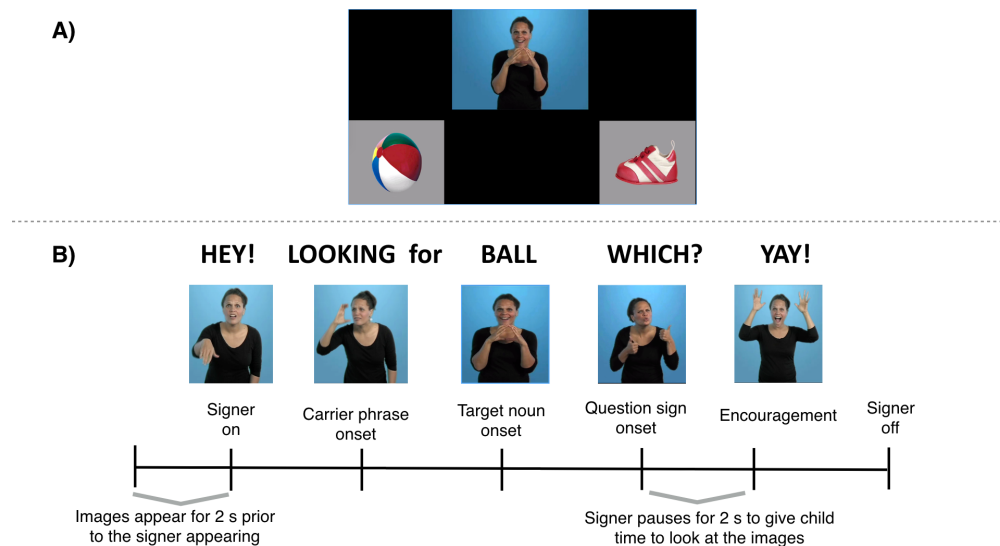 A)
B)
HEY! LOOKING for BALL WHICH? YAY!
Signer
on
Carrier phrase
onset
Target noun
onset
Question sign
onset
Encouragement
Signer
off
Images appear for 2 s prior
to the signer appearing
Signer pauses for 2 s to give child
time to look at the images